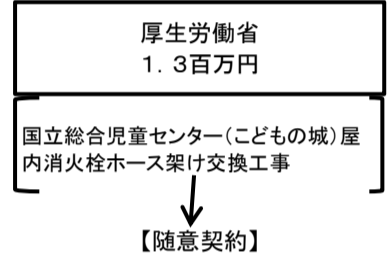 厚生労働省
１．３百万円
国立総合児童センター（こどもの城）屋
内消火栓ホース架け交換工事
【随意契約】